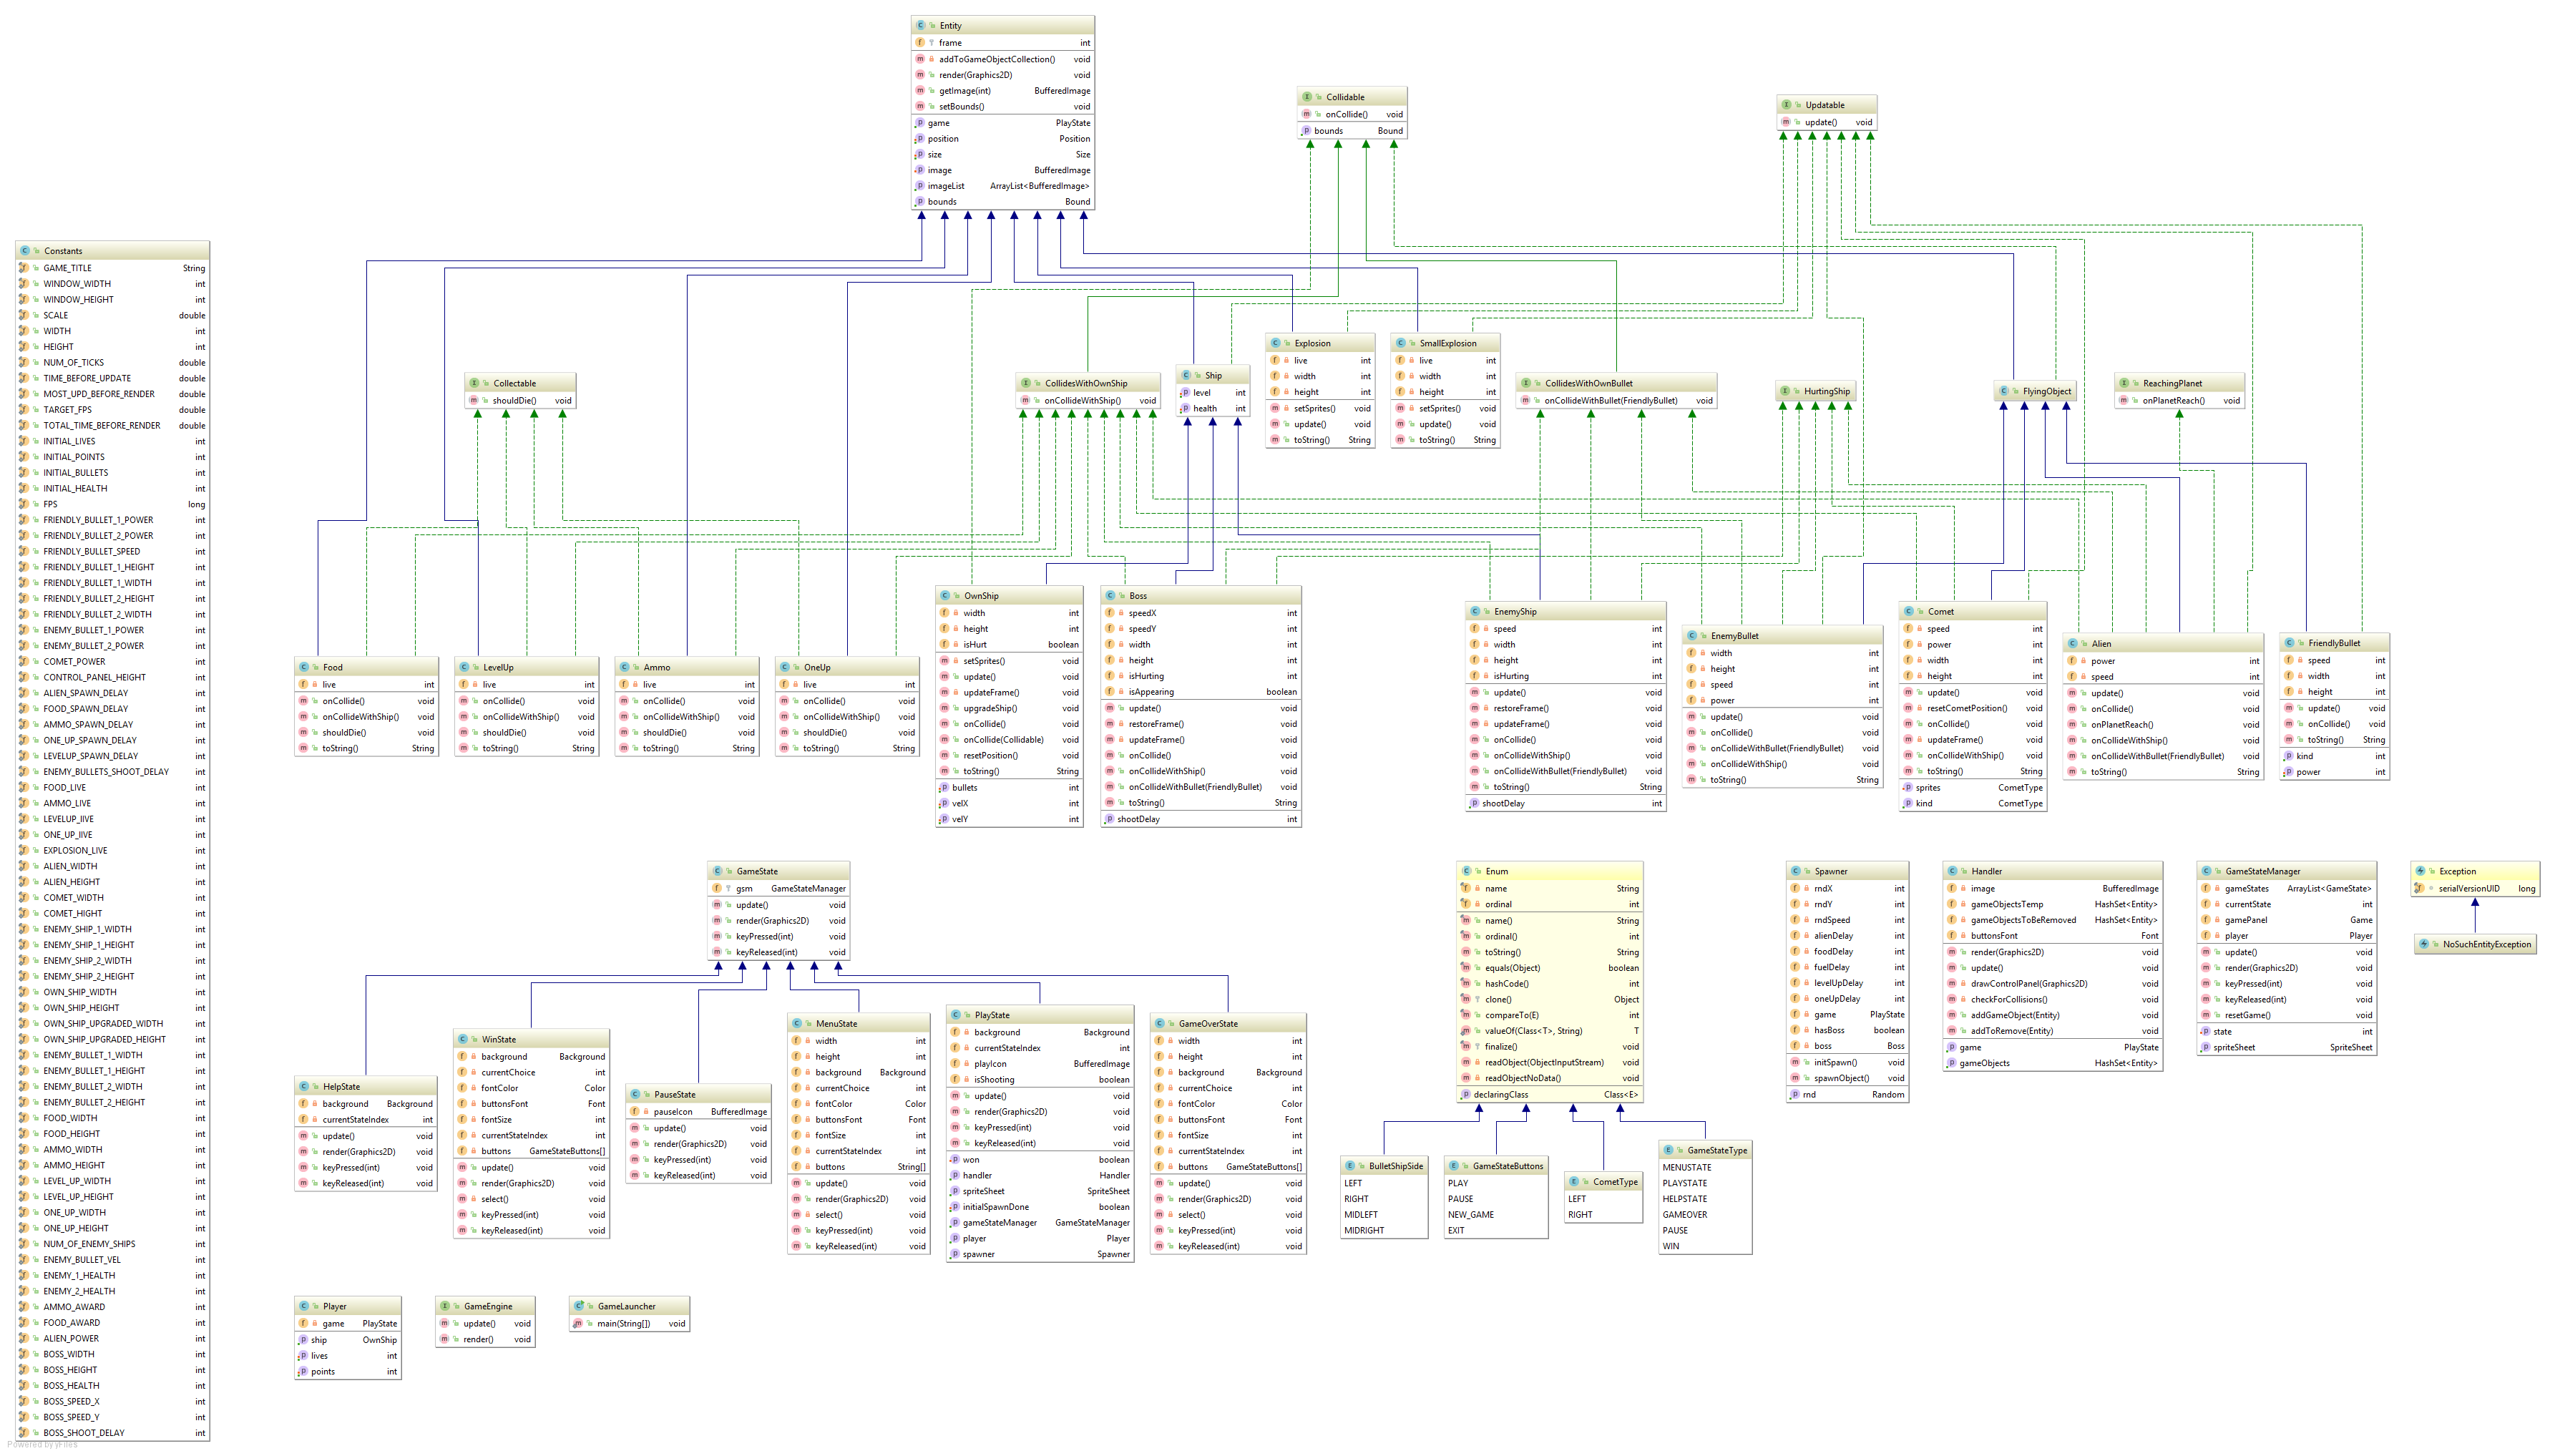 Entity
frame int
addToGameObjectCollection() void
render(Graphics2D) void
getImage(int) BufferedImage
setBounds() void
game PlayState
position Position
size Size
image BufferedImage
imageList ArrayList<BufferedImage>
bounds Bound
Collidable
onCollide() void
bounds Bound
Updatable
update() void
Constants
GAME_TITLE String
WINDOW_WIDTH int
WINDOW_HEIGHT int
SCALE double
WIDTH int
HEIGHT int
NUM_OF_TICKS double
TIME_BEFORE_UPDATE double
MOST_UPD_BEFORE_RENDER double
TARGET_FPS double
TOTAL_TIME_BEFORE_RENDER double
INITIAL_LIVES int
INITIAL_POINTS int
INITIAL_BULLETS int
INITIAL_HEALTH int
FPS long
FRIENDLY_BULLET_1_POWER int
FRIENDLY_BULLET_2_POWER int
FRIENDLY_BULLET_SPEED int
FRIENDLY_BULLET_1_HEIGHT int
FRIENDLY_BULLET_1_WIDTH int
FRIENDLY_BULLET_2_HEIGHT int
FRIENDLY_BULLET_2_WIDTH int
ENEMY_BULLET_1_POWER int
ENEMY_BULLET_2_POWER int
COMET_POWER int
CONTROL_PANEL_HEIGHT int
ALIEN_SPAWN_DELAY int
FOOD_SPAWN_DELAY int
AMMO_SPAWN_DELAY int
ONE_UP_SPAWN_DELAY int
LEVELUP_SPAWN_DELAY int
ENEMY_BULLETS_SHOOT_DELAY int
FOOD_LIVE int
AMMO_LIVE int
LEVELUP_lIVE int
ONE_UP_lIVE int
EXPLOSION_LIVE int
ALIEN_WIDTH int
ALIEN_HEIGHT int
COMET_WIDTH int
COMET_HIGHT int
ENEMY_SHIP_1_WIDTH int
ENEMY_SHIP_1_HEIGHT int
ENEMY_SHIP_2_WIDTH int
ENEMY_SHIP_2_HEIGHT int
OWN_SHIP_WIDTH int
OWN_SHIP_HEIGHT int
OWN_SHIP_UPGRADED_WIDTH int
OWN_SHIP_UPGRADED_HEIGHT int
ENEMY_BULLET_1_WIDTH int
ENEMY_BULLET_1_HEIGHT int
ENEMY_BULLET_2_WIDTH int
ENEMY_BULLET_2_HEIGHT int
FOOD_WIDTH int
FOOD_HEIGHT int
AMMO_WIDTH int
AMMO_HEIGHT int
LEVEL_UP_WIDTH int
LEVEL_UP_HEIGHT int
ONE_UP_WIDTH int
ONE_UP_HEIGHT int
NUM_OF_ENEMY_SHIPS int
ENEMY_BULLET_VEL int
ENEMY_1_HEALTH int
ENEMY_2_HEALTH int
AMMO_AWARD int
FOOD_AWARD int
ALIEN_POWER int
BOSS_WIDTH int
BOSS_HEIGHT int
BOSS_HEALTH int
BOSS_SPEED_X int
BOSS_SPEED_Y int
BOSS_SHOOT_DELAY int
Collectable
shouldDie() void
CollidesWithOwnShip
onCollideWithShip() void
Ship
level int
health int
Explosion
live int
width int
height int
setSprites() void
update() void
toString() String
SmallExplosion
live int
width int
height int
setSprites() void
update() void
toString() String
CollidesWithOwnBullet
onCollideWithBullet(FriendlyBullet) void
HurtingShip
FlyingObject
ReachingPlanet
onPlanetReach() void
Food
live int
onCollide() void
onCollideWithShip() void
shouldDie() void
toString() String
LevelUp
live int
onCollide() void
onCollideWithShip() void
shouldDie() void
toString() String
Ammo
live int
onCollide() void
onCollideWithShip() void
shouldDie() void
toString() String
OneUp
live int
onCollide() void
onCollideWithShip() void
shouldDie() void
toString() String
OwnShip
width int
height int
isHurt boolean
setSprites() void
update() void
updateFrame() void
upgradeShip() void
onCollide() void
onCollide(Collidable) void
resetPosition() void
toString() String
bullets int
velX int
velY int
Boss
speedX int
speedY int
width int
height int
isHurting int
isAppearing boolean
update() void
restoreFrame() void
updateFrame() void
onCollide() void
onCollideWithShip() void
onCollideWithBullet(FriendlyBullet) void
toString() String
shootDelay int
EnemyShip
speed int
width int
height int
isHurting int
update() void
restoreFrame() void
updateFrame() void
onCollide() void
onCollideWithShip() void
onCollideWithBullet(FriendlyBullet) void
toString() String
shootDelay int
EnemyBullet
width int
height int
speed int
power int
update() void
onCollide() void
onCollideWithBullet(FriendlyBullet) void
onCollideWithShip() void
toString() String
Comet
speed int
power int
width int
height int
update() void
resetCometPosition() void
onCollide() void
updateFrame() void
onCollideWithShip() void
toString() String
sprites CometType
kind CometType
Alien
power int
speed int
update() void
onCollide() void
onPlanetReach() void
onCollideWithShip() void
onCollideWithBullet(FriendlyBullet) void
toString() String
FriendlyBullet
speed int
width int
height int
update() void
onCollide() void
toString() String
kind int
power int
GameState
gsm GameStateManager
update() void
render(Graphics2D) void
keyPressed(int) void
keyReleased(int) void
Enum
name String
ordinal int
name() String
ordinal() int
toString() String
equals(Object) boolean
hashCode() int
clone() Object
compareTo(E) int
valueOf(Class<T>, String) T
finalize() void
readObject(ObjectInputStream) void
readObjectNoData() void
declaringClass Class<E>
Spawner
rndX int
rndY int
rndSpeed int
alienDelay int
foodDelay int
fuelDelay int
levelUpDelay int
oneUpDelay int
game PlayState
hasBoss boolean
boss Boss
initSpawn() void
spawnObject() void
rnd Random
Handler
image BufferedImage
gameObjectsTemp HashSet<Entity>
gameObjectsToBeRemoved HashSet<Entity>
buttonsFont Font
render(Graphics2D) void
update() void
drawControlPanel(Graphics2D) void
checkForCollisions() void
addGameObject(Entity) void
addToRemove(Entity) void
game PlayState
gameObjects HashSet<Entity>
GameStateManager
gameStates ArrayList<GameState>
currentState int
gamePanel Game
player Player
update() void
render(Graphics2D) void
keyPressed(int) void
keyReleased(int) void
resetGame() void
state int
spriteSheet SpriteSheet
Exception
serialVersionUID long
NoSuchEntityException
HelpState
background Background
currentStateIndex int
update() void
render(Graphics2D) void
keyPressed(int) void
keyReleased(int) void
WinState
background Background
currentChoice int
fontColor Color
buttonsFont Font
fontSize int
currentStateIndex int
buttons GameStateButtons[]
update() void
render(Graphics2D) void
select() void
keyPressed(int) void
keyReleased(int) void
PauseState
pauseIcon BufferedImage
update() void
render(Graphics2D) void
keyPressed(int) void
keyReleased(int) void
MenuState
width int
height int
background Background
currentChoice int
fontColor Color
buttonsFont Font
fontSize int
currentStateIndex int
buttons String[]
update() void
render(Graphics2D) void
select() void
keyPressed(int) void
keyReleased(int) void
PlayState
background Background
currentStateIndex int
playIcon BufferedImage
isShooting boolean
update() void
render(Graphics2D) void
keyPressed(int) void
keyReleased(int) void
won boolean
handler Handler
spriteSheet SpriteSheet
initialSpawnDone boolean
gameStateManager GameStateManager
player Player
spawner Spawner
GameOverState
width int
height int
background Background
currentChoice int
fontColor Color
buttonsFont Font
fontSize int
currentStateIndex int
buttons GameStateButtons[]
update() void
render(Graphics2D) void
select() void
keyPressed(int) void
keyReleased(int) void
BulletShipSide
LEFT
RIGHT
MIDLEFT
MIDRIGHT
GameStateButtons
PLAY
PAUSE
NEW_GAME
EXIT
CometType
LEFT
RIGHT
GameStateType
MENUSTATE
PLAYSTATE
HELPSTATE
GAMEOVER
PAUSE
WIN
Player
game PlayState
ship OwnShip
lives int
points int
GameEngine
update() void
render() void
GameLauncher
main(String[]) void
Powered by yFiles